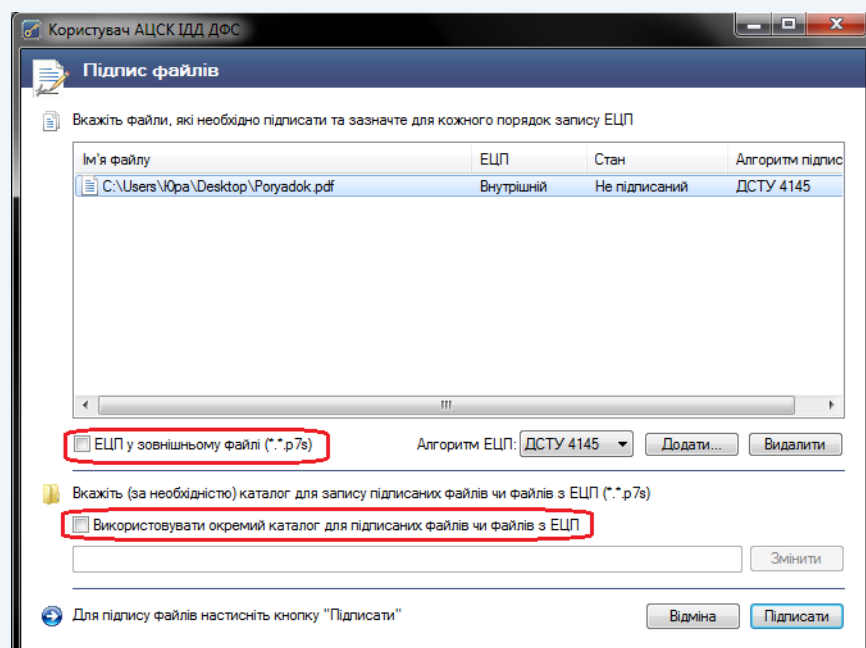 Користувач АЦСК ІДД ДФС
Підпис файлів
Вкажіть файли, які необхідно підписати та зазначте для кожного порядок запису ЕЦП
Ім'я файлу ЕЦП Стан Алгоритм підпис
C:\Users\Юра\Desktop\Poryadok.pdf Внутрішній Не підписаний ДСТУ 4145
ЕЦП у зовнішньому файлі (*.*.p7s) Алгоритм ЕЦП: ДСТУ 4145 Додати... Видалити
Вкажіть (за необхідністю) каталог для запису підписаних файлів чи файлів з ЕЦП (*.*.p7s)
Використовувати окремий каталог для підписаних файлів чи файлів з ЕЦП
Змінити
Для підпису файлів настисніть кнопку "Підписати" Відміна Підписати